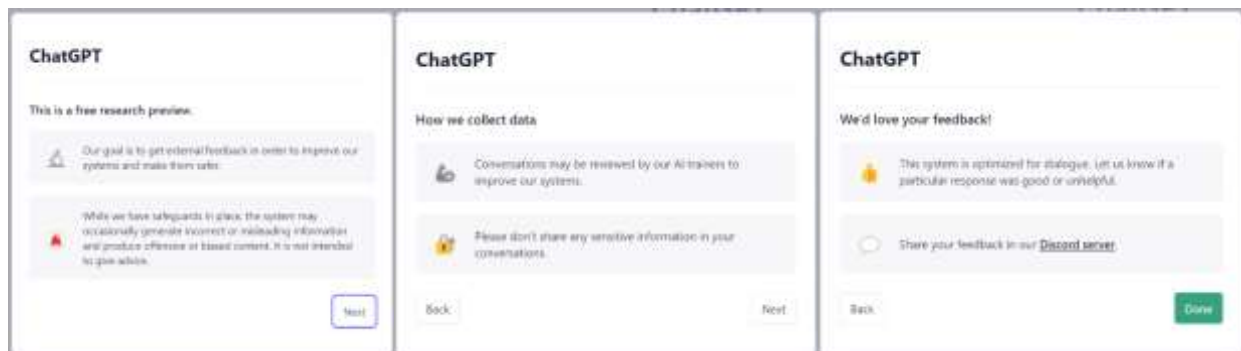 ChatGPT
This is a free research preview.
Our goal is to get external feedback in order to improve our
systems and make them safer.
While we have safeguards in place, the system may
occasionally generate incorrect or misleading information
and produce offensive or biased content. It is not intended
to give advice.
Next
ChatGPT
How we collect data
Conversations may be reviewed by our AI trainers to
improve our systems.
Please don't share any sensitive information in your
conversations.
Back
Next
ChatGPT
We'd love your feedback!
This system is optimized for dialogue. Let us know if a
particular response was good or unhelpful.
Share your feedback in our Discord server.
Back
Done